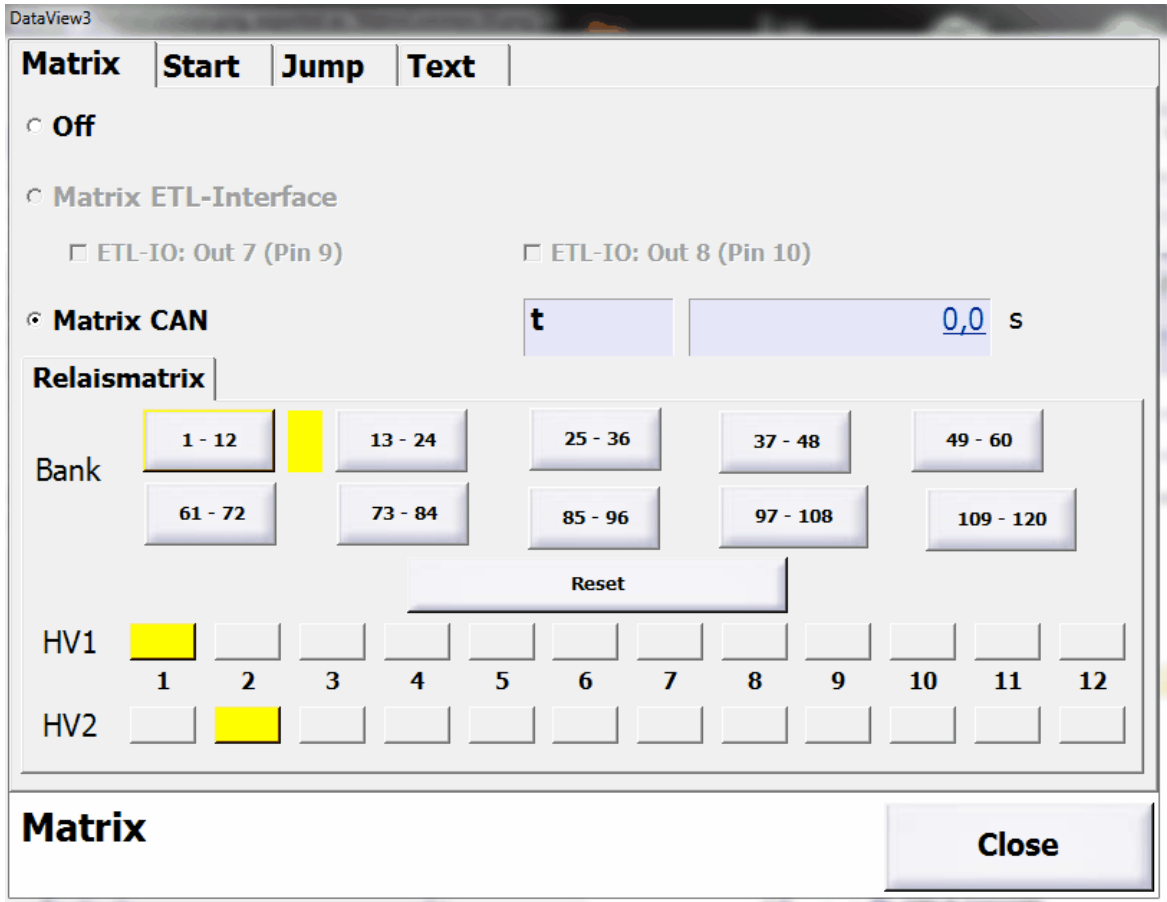 DataView3
Matrix Start Jump Text
Off
Matrix ETL-Interface
ETL-IO: Out 7 (Pin 9) ETL-IO: Out 8 (Pin 10)
Matrix CAN t 0,0 s
Relaismatrix
Bank 1 - 12 13 - 24 25 - 36 37 - 48 49 - 60
61 - 72 73 - 84 85 - 96 97 - 108 109 - 120
Reset
HV1
1 2 3 4 5 6 7 8 9 10 11 12
HV2
Matrix Close